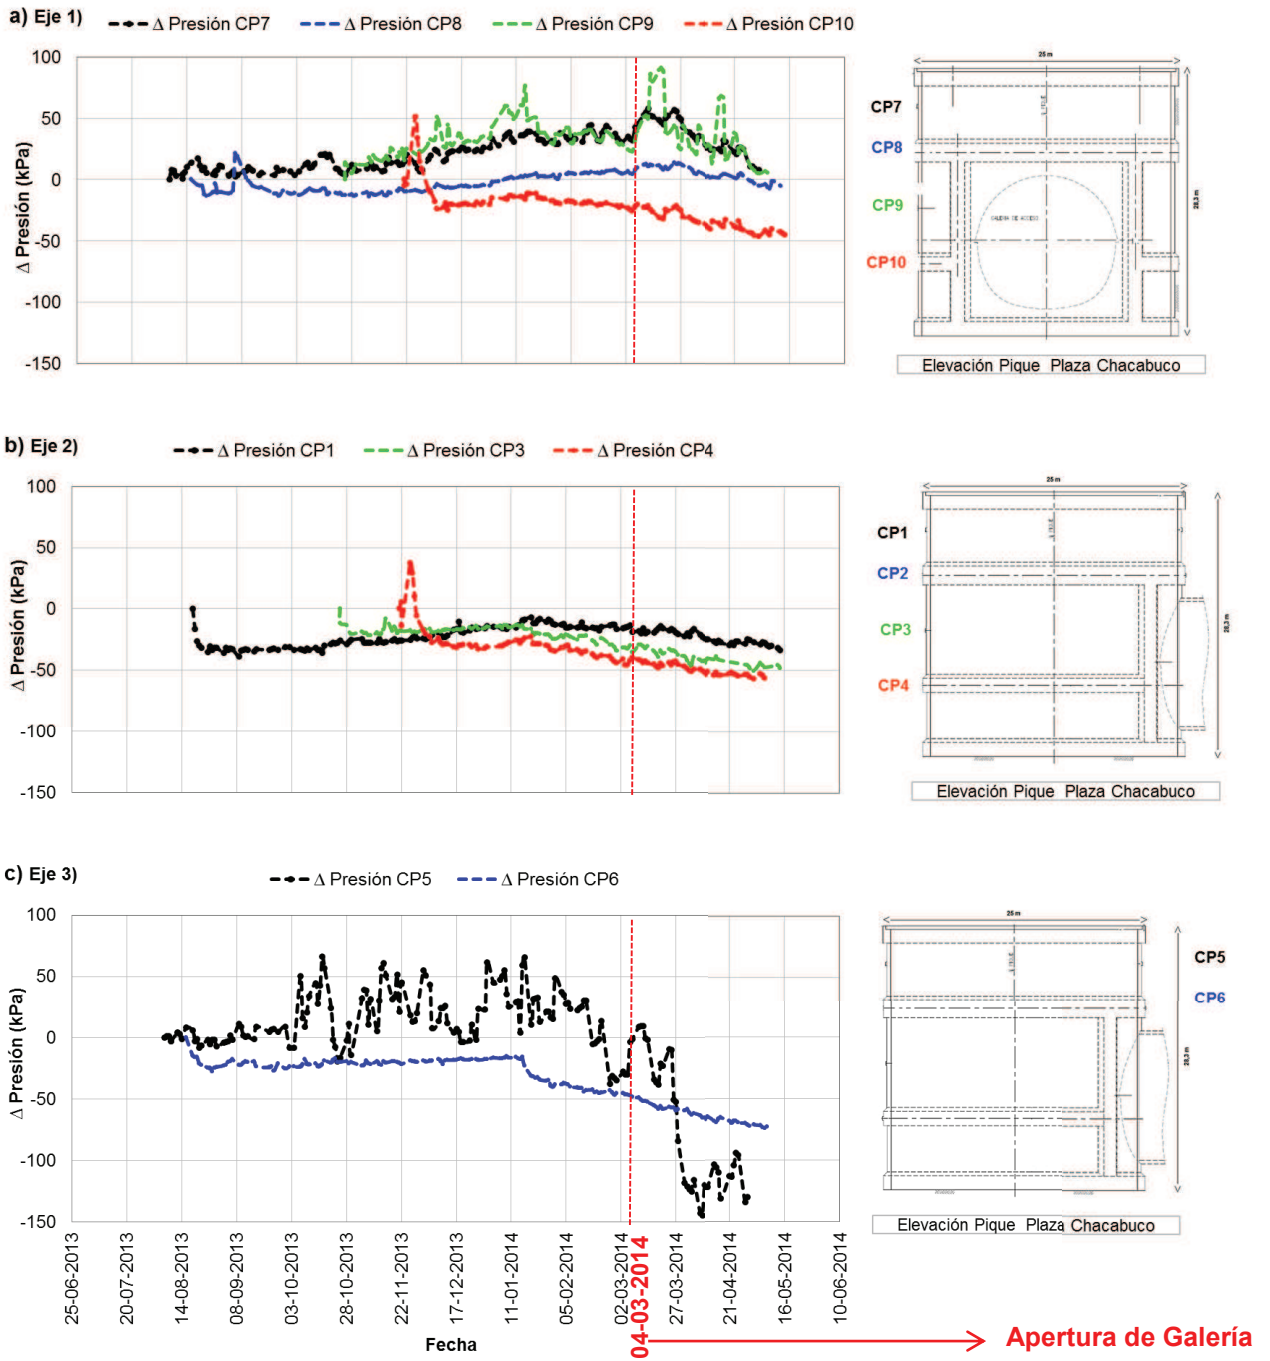 a) Eje 1)
Δ Presión CP7
Δ Presión CP8
Δ Presión CP9
Δ Presión CP10
Δ Presión (kPa)
100
50
0
-50
-100
-150
25 m
CP7
CP8
CP9
CP10
GALERIA DE ACCESO
28,3 m
Elevación Pique Plaza Chacabuco
b) Eje 2)
Δ Presión CP1
Δ Presión CP3
Δ Presión CP4
Δ Presión (kPa)
100
50
0
-50
-100
-150
25 m
CP1
CP2
CP3
CP4
28,3 m
Elevación Pique Plaza Chacabuco
c) Eje 3)
Δ Presión CP5
Δ Presión CP6
Δ Presión (kPa)
100
50
0
-50
-100
-150
25 m
CP5
CP6
28,3 m
Elevación Pique Plaza Chacabuco
25-06-2013
20-07-2013
14-08-2013
08-09-2013
03-10-2013
28-10-2013
22-11-2013
17-12-2013
11-01-2014
05-02-2014
02-03-2014
04-03-2014
27-03-2014
21-04-2014
16-05-2014
10-06-2014
Fecha
Apertura de Galería